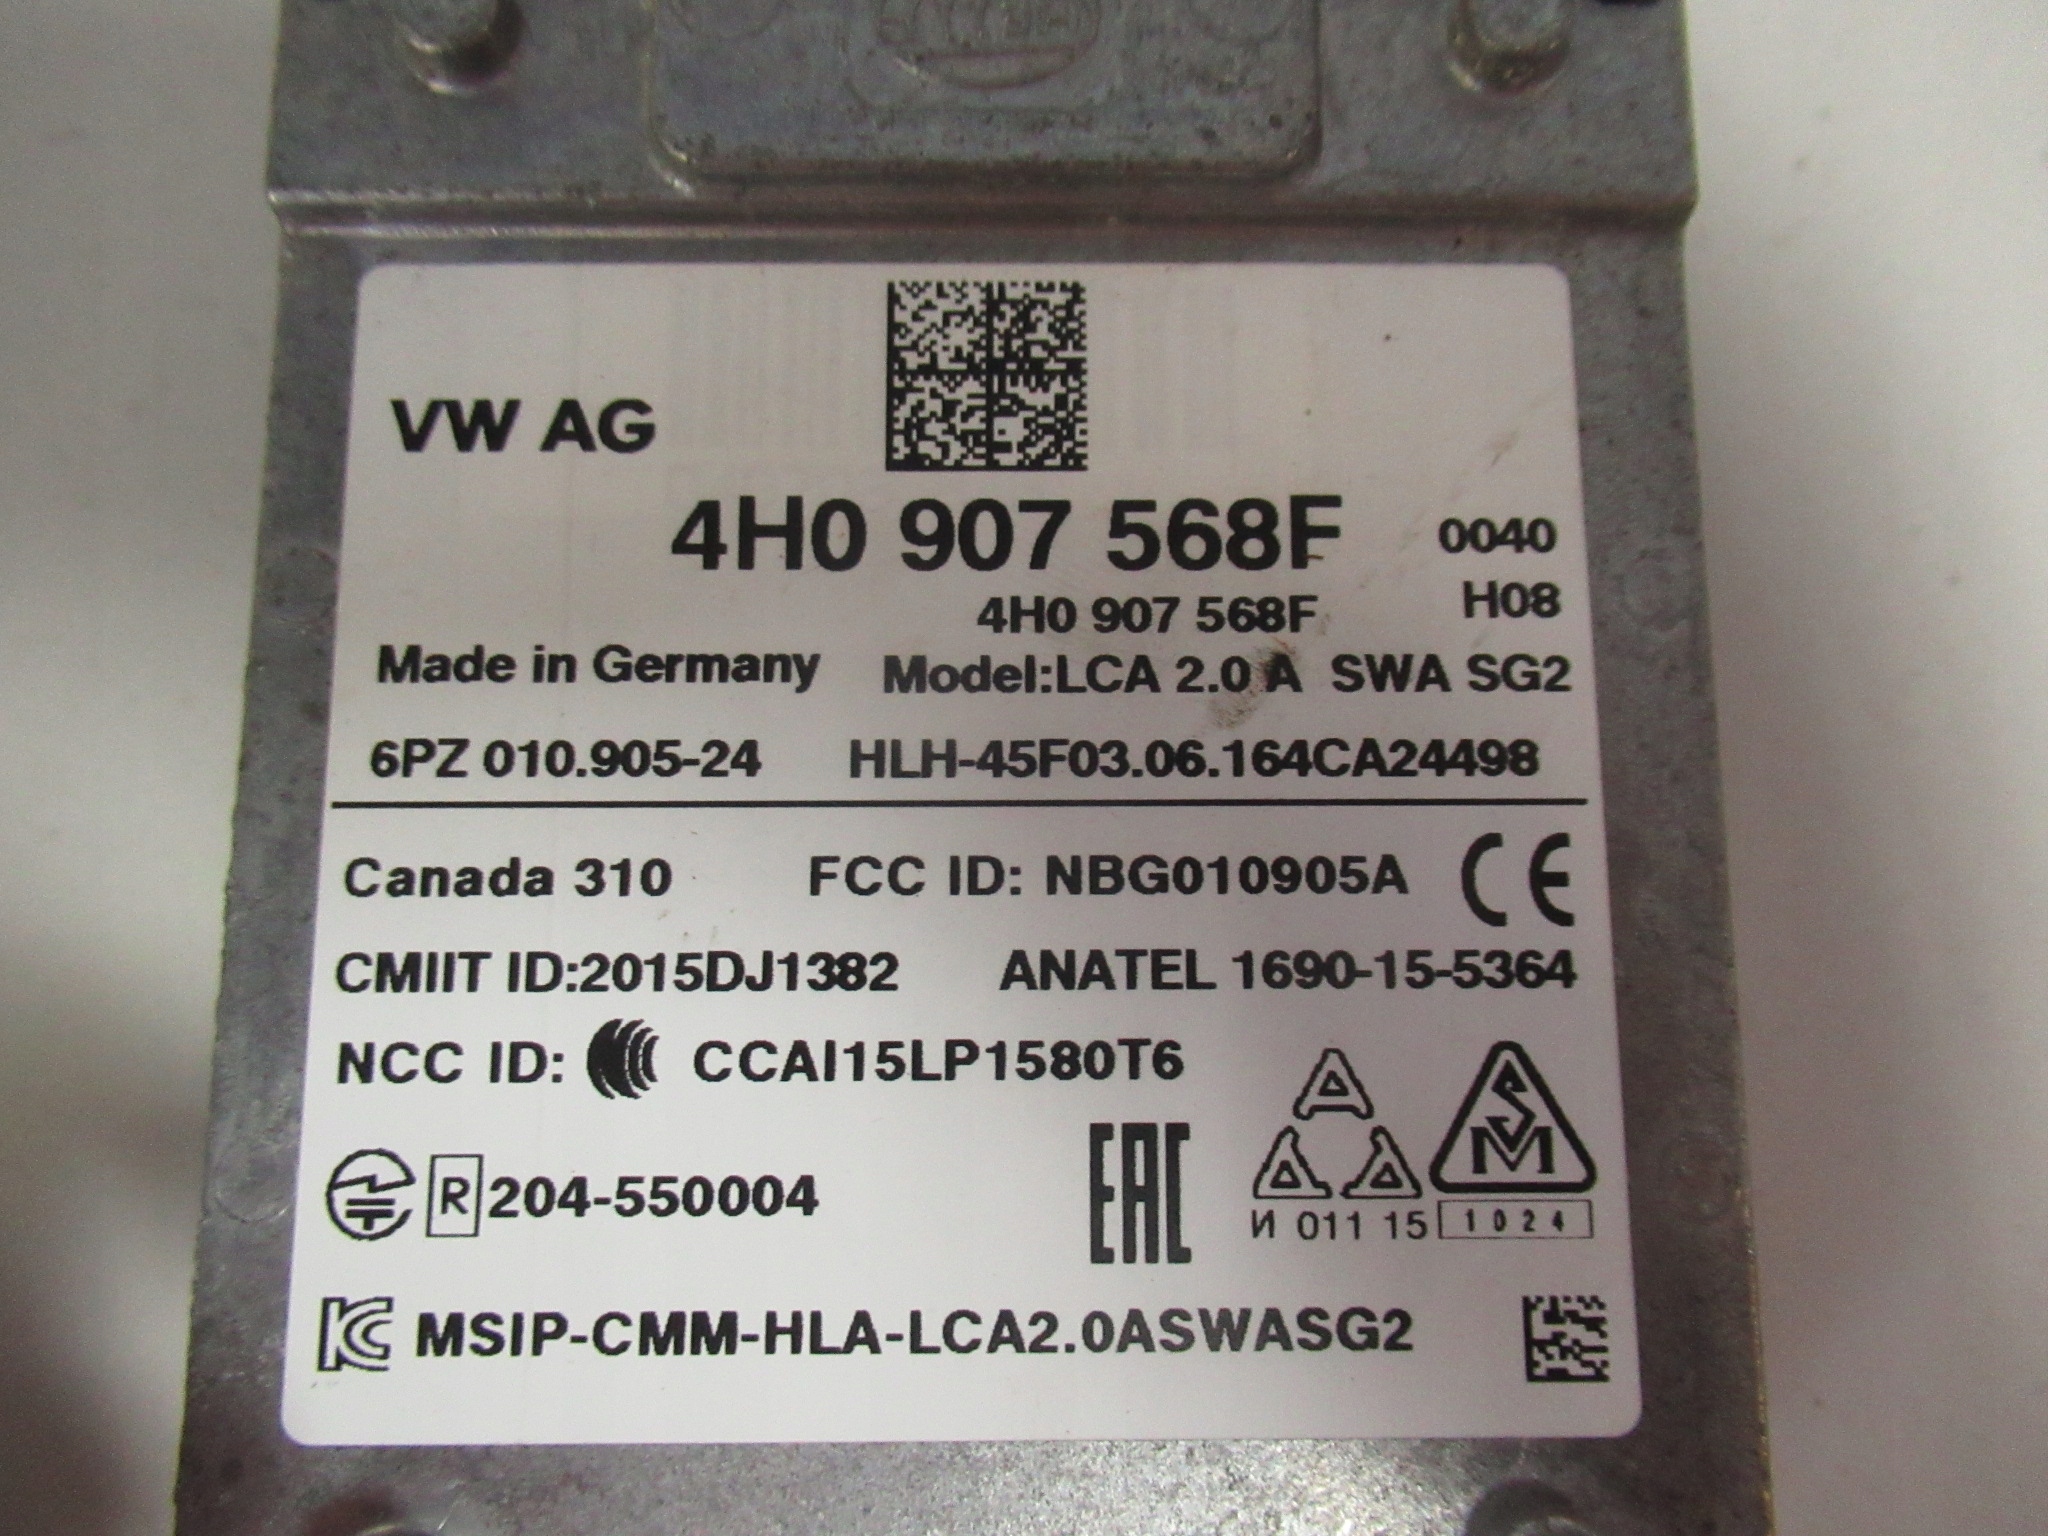 VW AG
4H0 907 568F 0040
4H0 907 568F H08
Made in Germany Model:LCA 2.0 A SWA SG2
6PZ 010.905-24 HLH-45F03.06.164CA24498
Canada 310 FCC ID: NBG010905A CE
CMIIT ID:2015DJ1382 ANATEL 1690-15-5364
NCC ID: CCAI15LP1580T6
R 204-550004 EAC A A A SM
И 011 15 1024
KC MSIP-CMM-HLA-LCA2.0ASWASG2